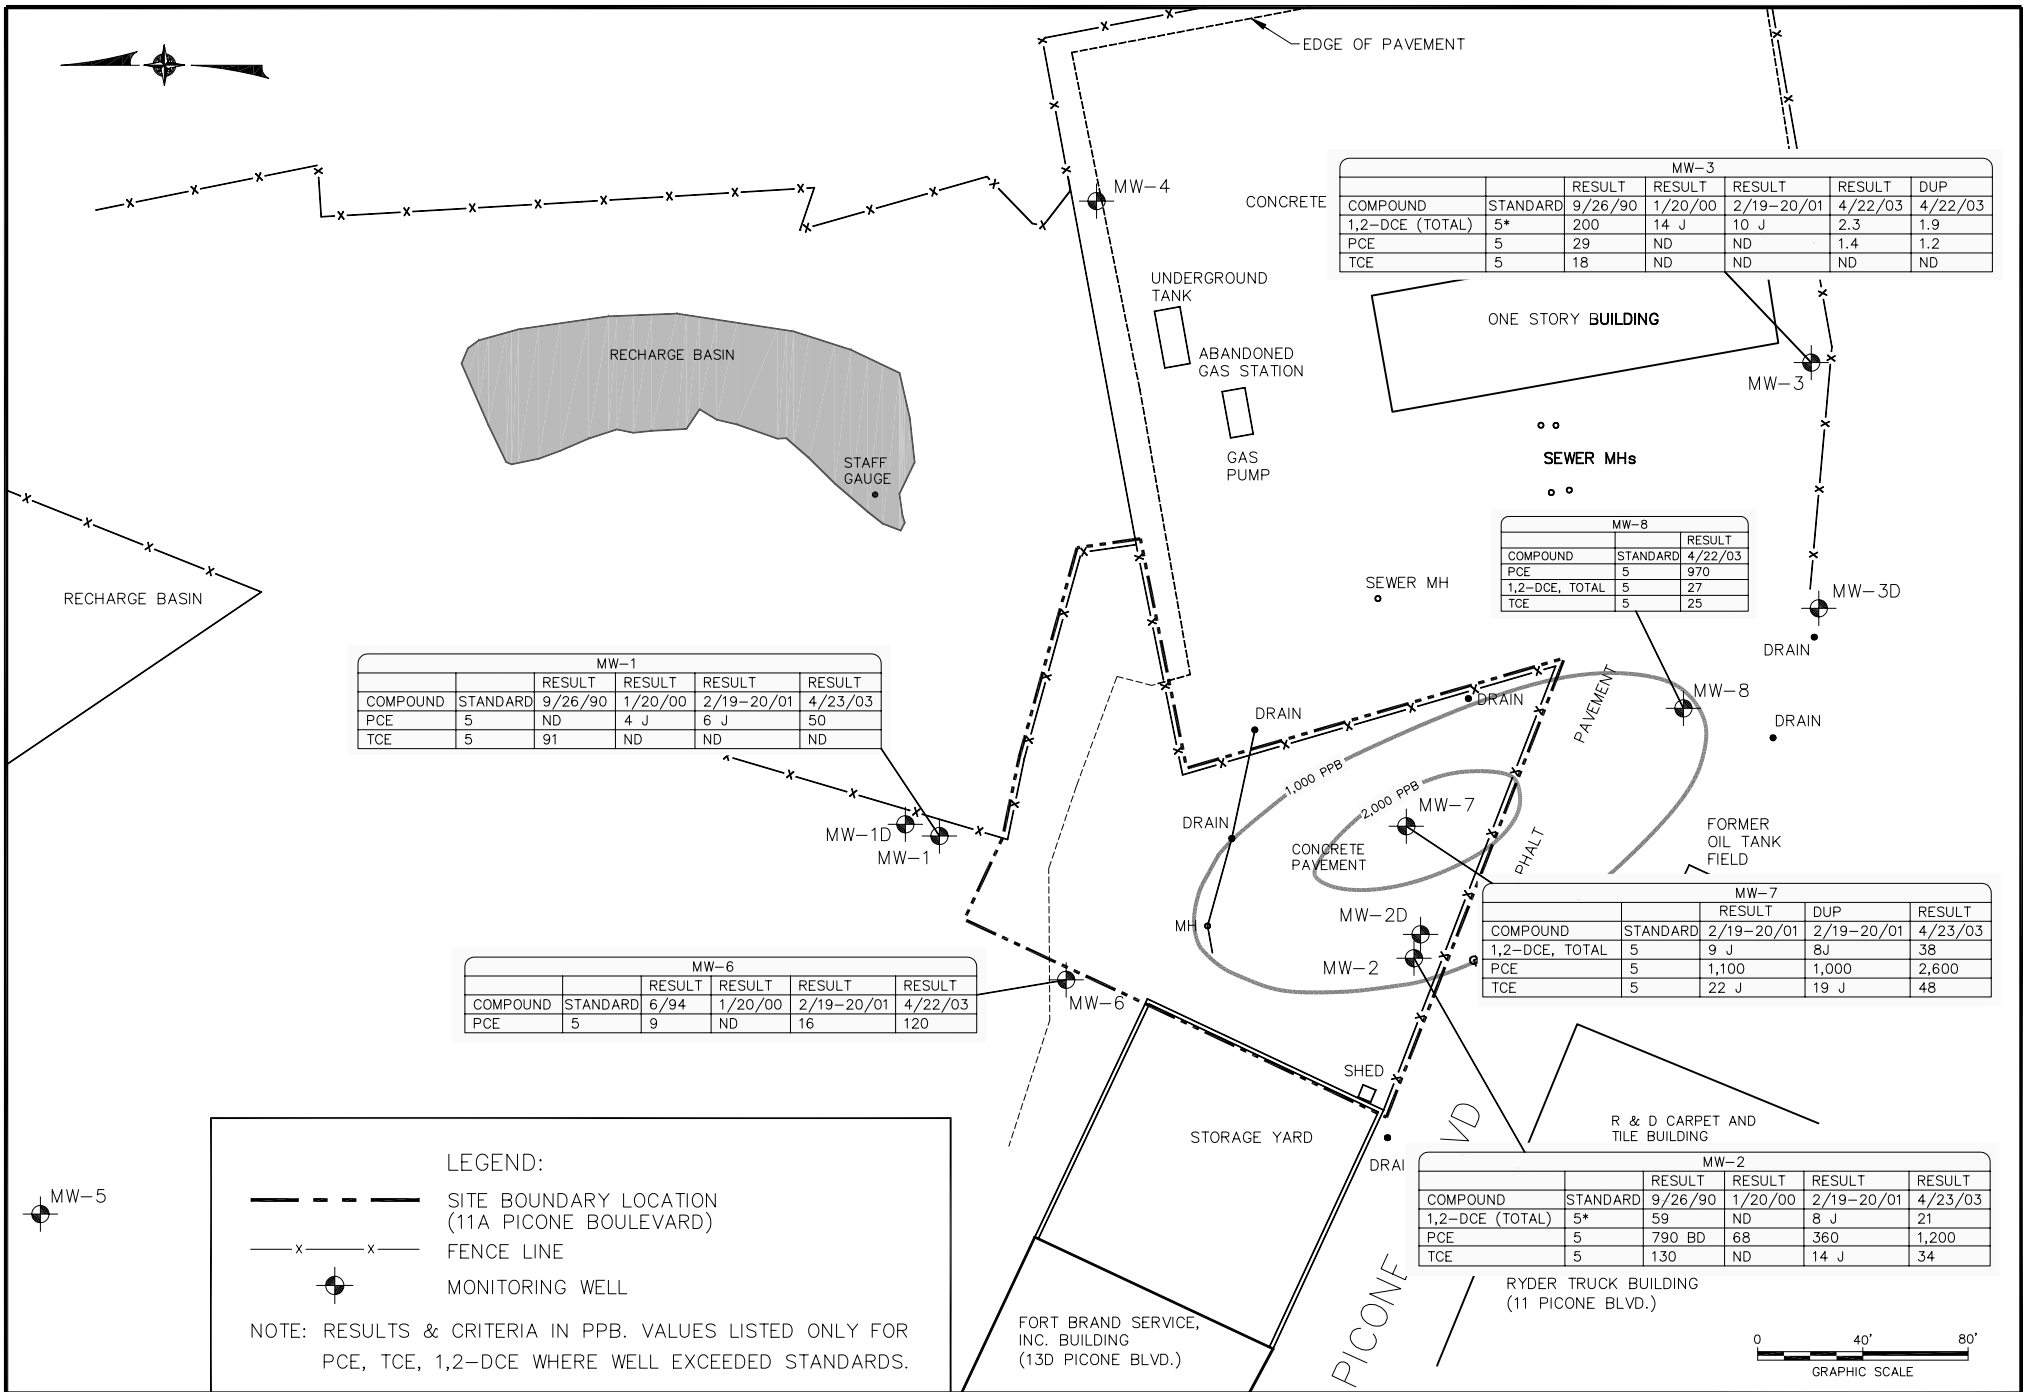 EDGE OF PAVEMENT
MW-4
CONCRETE
MW-3
RESULT RESULT RESULT RESULT DUP
COMPOUND STANDARD 9/26/90 1/20/00 2/19-20/01 4/22/03 4/22/03
1,2-DCE (TOTAL) 5* 200 14 J 10 J 2.3 1.9
PCE 5 29 ND ND 1.4 1.2
TCE 5 18 ND ND ND ND
UNDERGROUND
TANK
ONE STORY BUILDING
RECHARGE BASIN
ABANDONED
GAS STATION
MW-3
GAS
PUMP
SEWER MHs
STAFF
GAUGE
MW-8
RESULT
COMPOUND STANDARD 4/22/03
PCE 5 970
1,2-DCE, TOTAL 5 27
TCE 5 25
SEWER MH
RECHARGE BASIN
MW-3D
DRAIN
MW-1
RESULT RESULT RESULT RESULT
COMPOUND STANDARD 9/26/90 1/20/00 2/19-20/01 4/23/03
PCE 5 ND 4 J 6 J 50
TCE 5 91 ND ND ND
PAVEMENT
MW-8
DRAIN
DRAIN
DRAIN
1,000 PPB
2,000 PPB
MW-7
DRAIN
MW-1D
MW-1
CONCRETE
PAVEMENT
PHALT
FORMER
OIL TANK
FIELD
MW-7
RESULT DUP RESULT
COMPOUND STANDARD 2/19-20/01 2/19-20/01 4/23/03
1,2-DCE, TOTAL 5 9 J 8J 38
PCE 5 1,100 1,000 2,600
TCE 5 22 J 19 J 48
MW-2D
MH
MW-2
MW-6
RESULT RESULT RESULT RESULT
COMPOUND STANDARD 6/94 1/20/00 2/19-20/01 4/22/03
PCE 5 9 ND 16 120
MW-6
SHED
STORAGE YARD
R & D CARPET AND
TILE BUILDING
DRAI
PICONE VD
MW-2
RESULT RESULT RESULT RESULT
COMPOUND STANDARD 9/26/90 1/20/00 2/19-20/01 4/23/03
1,2-DCE (TOTAL) 5* 59 ND 8 J 21
PCE 5 790 BD 68 360 1,200
TCE 5 130 ND 14 J 34
RYDER TRUCK BUILDING
(11 PICONE BLVD.)
FORT BRAND SERVICE,
INC. BUILDING
(13D PICONE BLVD.)
MW-5
LEGEND:
SITE BOUNDARY LOCATION
(11A PICONE BOULEVARD)
FENCE LINE
MONITORING WELL
NOTE: RESULTS & CRITERIA IN PPB. VALUES LISTED ONLY FOR
PCE, TCE, 1,2-DCE WHERE WELL EXCEEDED STANDARDS.
0 40' 80'
GRAPHIC SCALE